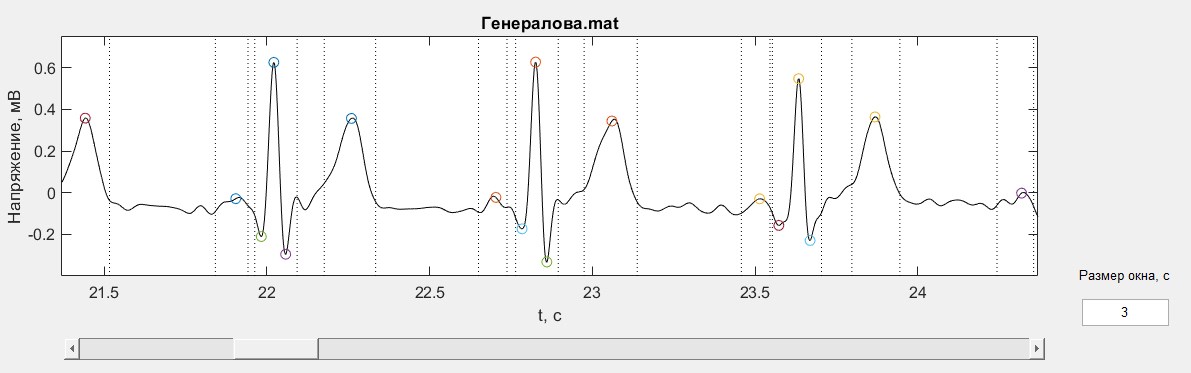 Генералова.mat
Напряжение, мВ
0.6
0.4
0.2
0
-0.2
21.5 22 22.5 23 23.5 24
t, с
Размер окна, с
3